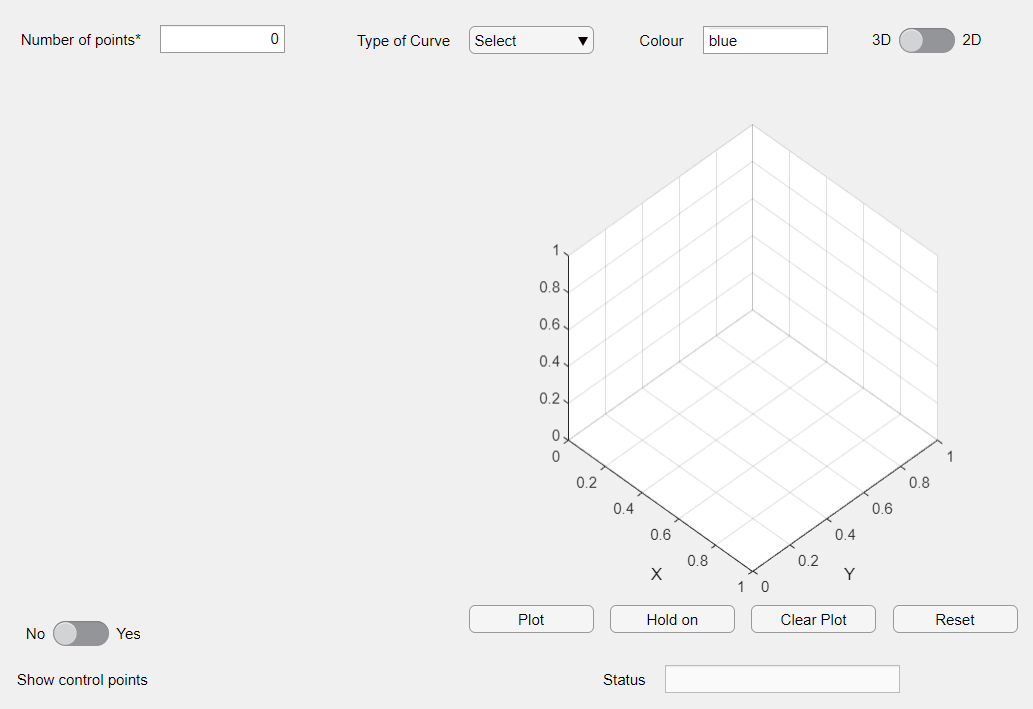 Number of points* 0 Type of Curve Select Colour blue 3D 2D
1
0.8
0.6
0.4
0.2
0
0
0.2
0.4
0.6
0.8
1
X
0
0.2
0.4
0.6
0.8
1
Y
Plot Hold on Clear Plot Reset
No Yes
Show control points
Status